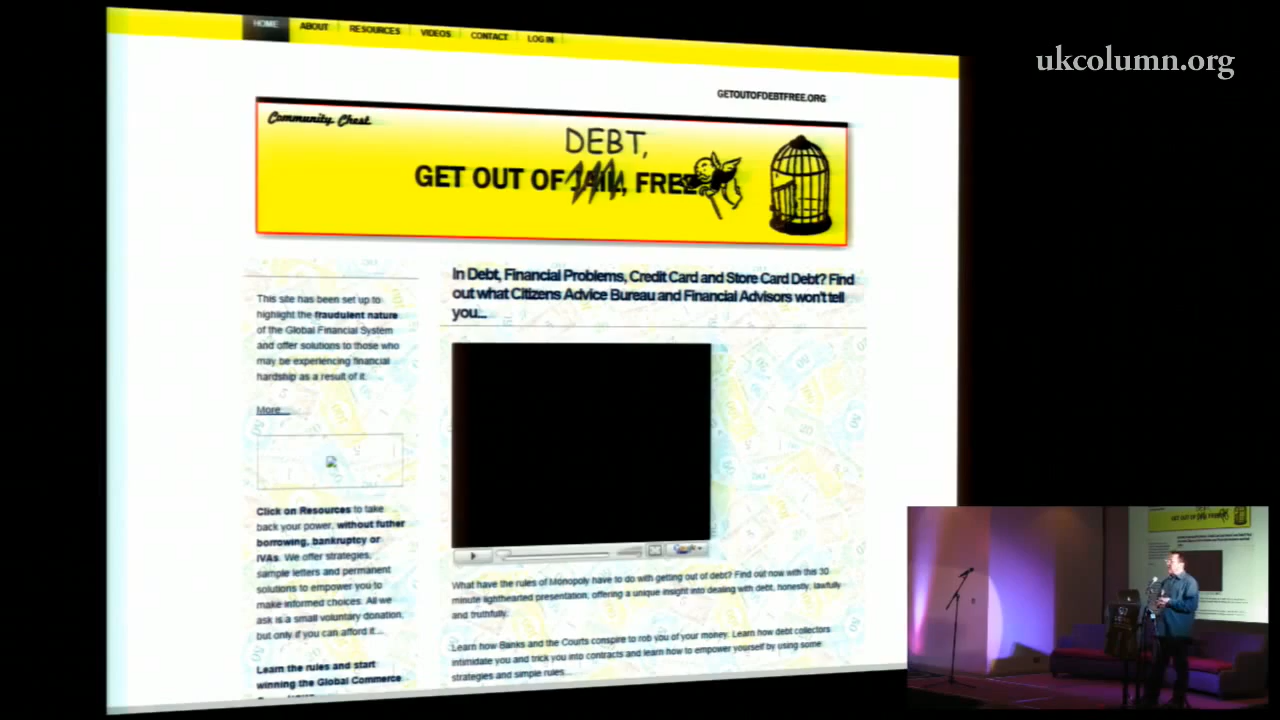 ukcolumn.org
HOME ABOUT RESOURCES VIDEOS CONTACT LOG IN
GETOUTOFDEBTFREE.ORG
Community Chest
DEBT,
GET OUT OF JAIL, FREE
In Debt, Financial Problems, Credit Card and Store Card Debt? Find
out what Citizens Advice Bureau and Financial Advisors won't tell
you...
This site has been set up to
highlight the fraudulent nature
of the Global Financial System
and offer solutions to those who
may be experiencing financial
hardship as a result of it.
More...
Click on Resources to take
back your power, without futher
borrowing, bankruptcy or
IVAs. We offer strategies,
sample letters and permanent
solutions to empower you to
make informed choices. All we
ask is a small voluntary donation,
but only if you can afford it...
Learn the rules and start
winning the Global Commerce
What have the rules of Monopoly have to do with getting out of debt? Find out now with this 30
minute lighthearted presentation, offering a unique insight into dealing with debt, honestly, lawfully
and truthfully.
Learn how Banks and the Courts conspire to rob you of your money. Learn how debt collectors
intimidate you and trick you into contracts and learn how to empower yourself by using some
strategies and simple rules...